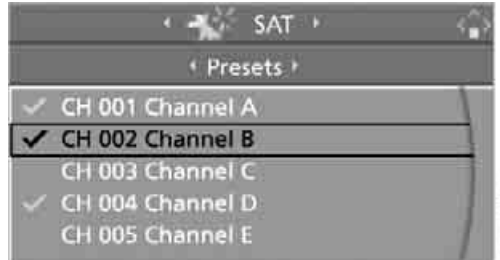 SAT
Presets
CH 001 Channel A
CH 002 Channel B
CH 003 Channel C
CH 004 Channel D
CH 005 Channel E